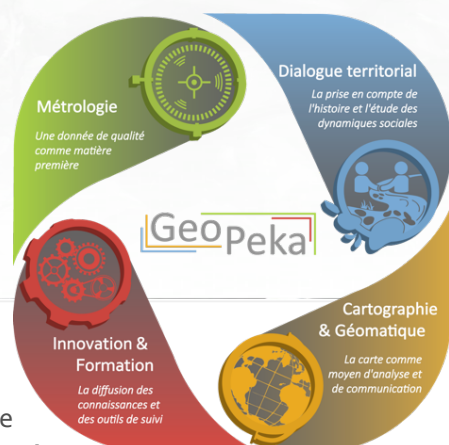 Métrologie
Une donnée de qualité
comme matière
première
Dialogue territorial
La prise en compte de
l'histoire et l'étude des
dynamiques sociales
GeoPeka
Innovation &
Formation
La diffusion des
connaissances et
des outils de suivi
Cartographie
& Géomatique
La carte comme
moyen d'analyse et
de communication
e